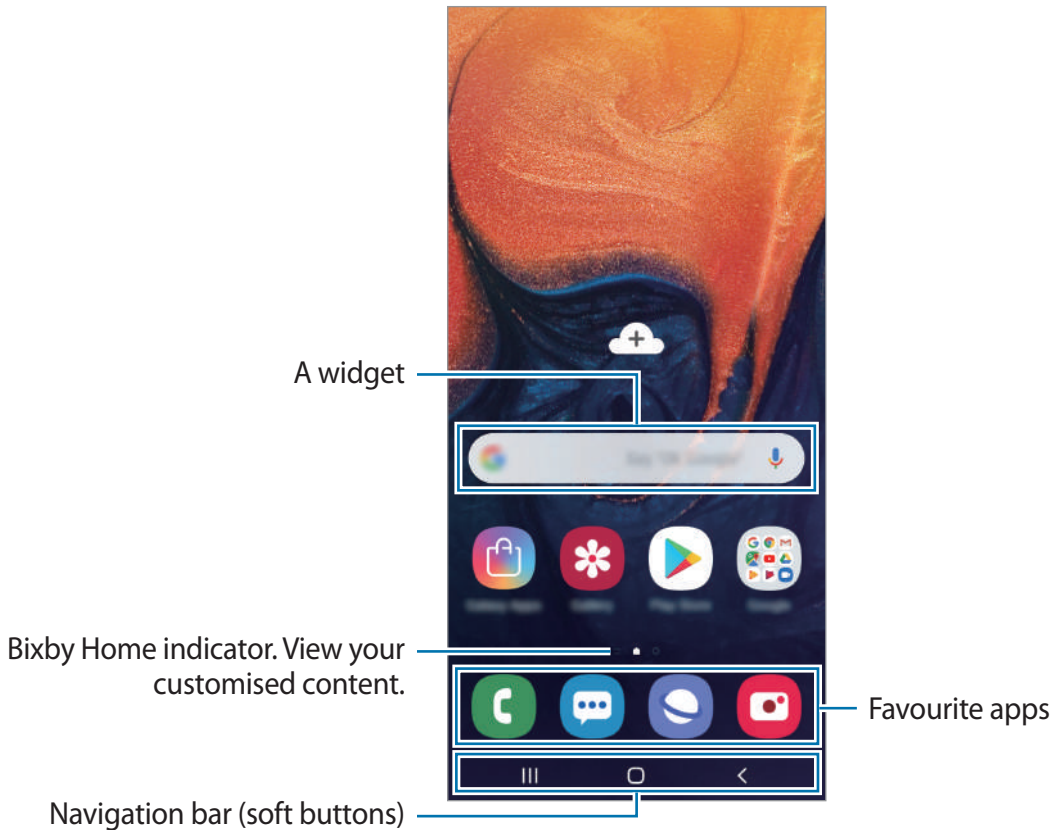 A widget
Bixby Home indicator. View your
customised content.
Favourite apps
Navigation bar (soft buttons)